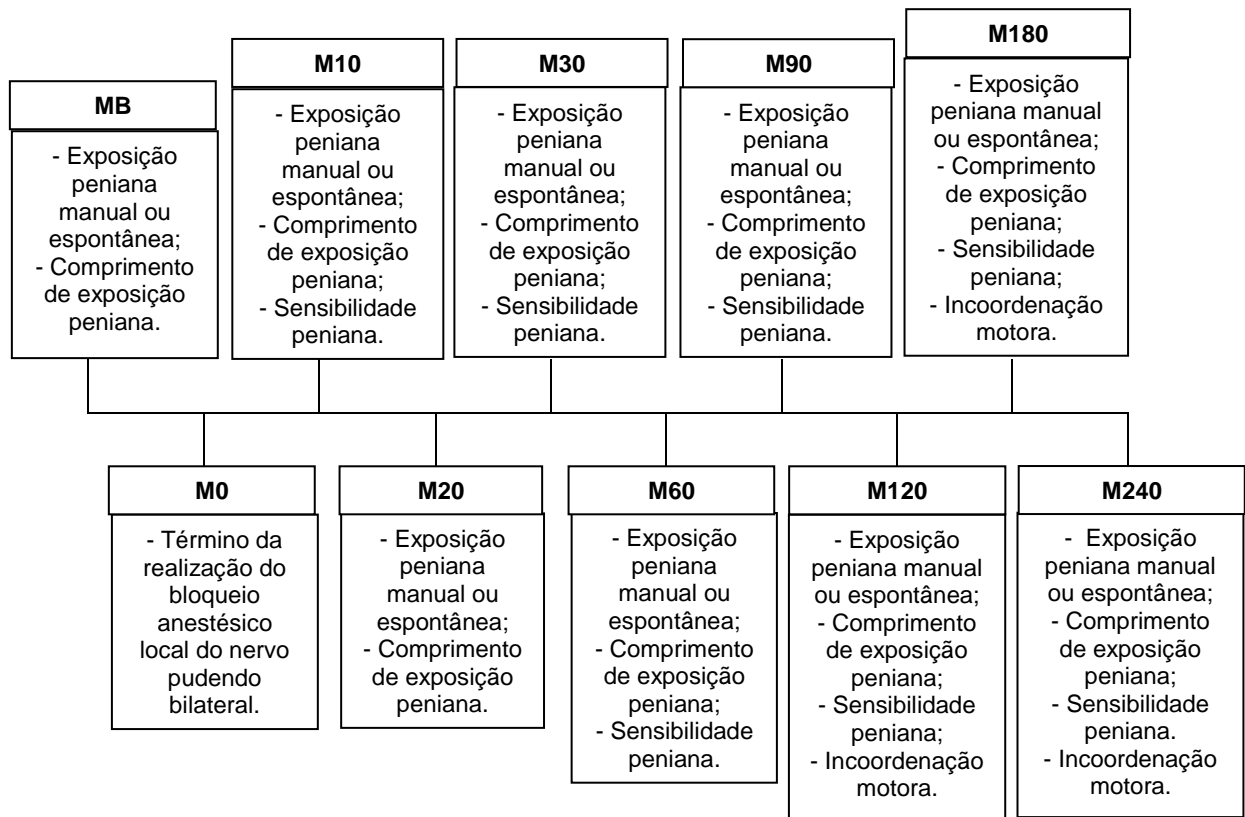 MB
- Exposição
peniana
manual ou
espontânea;
- Comprimento
de exposição
peniana.
M10
- Exposição
peniana
manual ou
espontânea;
- Comprimento
de exposição
peniana;
- Sensibilidade
peniana.
M30
- Exposição
peniana
manual ou
espontânea;
- Comprimento
de exposição
peniana;
- Sensibilidade
peniana.
M90
- Exposição
peniana
manual ou
espontânea;
- Comprimento
de exposição
peniana;
- Sensibilidade
peniana.
M180
- Exposição
peniana manual
ou espontânea;
- Comprimento
de exposição
peniana;
- Sensibilidade
peniana;
- Incoordenação
motora.
M0
- Término da
realização do
bloqueio
anestésico
local do nervo
pudendo
bilateral.
M20
- Exposição
peniana
manual ou
espontânea;
- Comprimento
de exposição
peniana.
M60
- Exposição
peniana
manual ou
espontânea;
- Comprimento
de exposição
peniana;
- Sensibilidade
peniana.
M120
- Exposição
peniana manual
ou espontânea;
- Comprimento
de exposição
peniana;
- Sensibilidade
peniana;
- Incoordenação
motora.
M240
- Exposição
peniana manual
ou espontânea;
- Comprimento
de exposição
peniana;
- Sensibilidade
peniana.
- Incoordenação
motora.